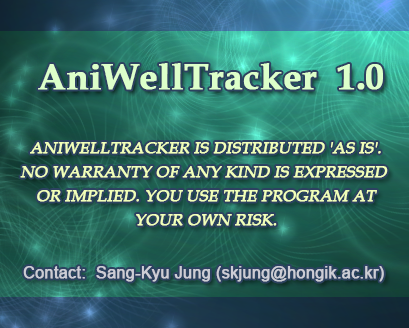 AniWellTracker 1.0
ANIWELLTRACKER IS DISTRIBUTED 'AS IS'.
NO WARRANTY OF ANY KIND IS EXPRESSED
OR IMPLIED. YOU USE THE PROGRAM AT
YOUR OWN RISK.
Contact: Sang-Kyu Jung (skjung@hongik.ac.kr)